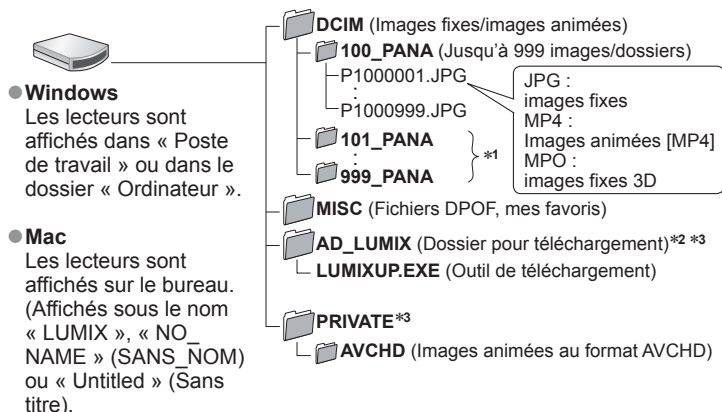 ●Windows
Les lecteurs sont
affichés dans « Poste
de travail » ou dans le
dossier « Ordinateur ».
●Mac
Les lecteurs sont
affichés sur le bureau.
(Affichés sous le nom
« LUMIX », « NO_
NAME » (SANS_NOM)
ou « Untitled » (Sans
titre).
DCIM (Images fixes/images animées)
100_PANA (Jusqu’à 999 images/dossiers)
P1000001.JPG
:
P1000999.JPG
JPG :
images fixes
MP4 :
Images animées [MP4]
MPO :
images fixes 3D
101_PANA
:
999_PANA
*1
MISC (Fichiers DPOF, mes favoris)
AD_LUMIX (Dossier pour téléchargement)*2 *3
LUMIXUP.EXE (Outil de téléchargement)
PRIVATE*3
AVCHD (Images animées au format AVCHD)